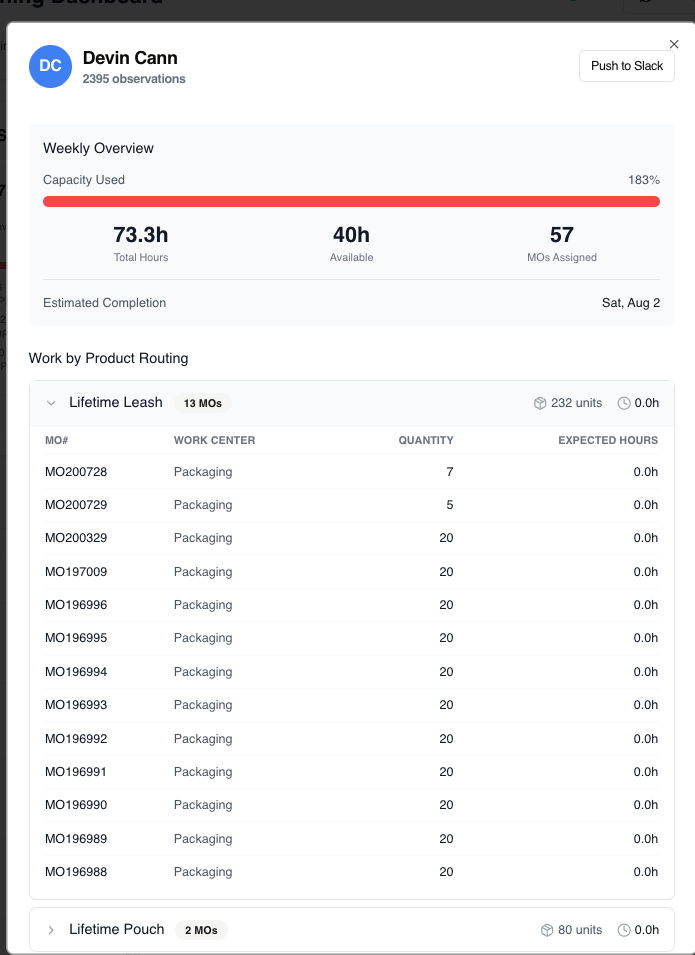 DC
Devin Cann
2395 observations
Push to Slack
Weekly Overview
Capacity Used 183%
73.3h 40h 57
Total Hours Available MOs Assigned
Estimated Completion Sat, Aug 2
Work by Product Routing
Lifetime Leash 13 MOs 232 units 0.0h
MO# WORK CENTER QUANTITY EXPECTED HOURS
MO200728 Packaging 7 0.0h
MO200729 Packaging 5 0.0h
MO200329 Packaging 20 0.0h
MO197009 Packaging 20 0.0h
MO196996 Packaging 20 0.0h
MO196995 Packaging 20 0.0h
MO196994 Packaging 20 0.0h
MO196993 Packaging 20 0.0h
MO196992 Packaging 20 0.0h
MO196991 Packaging 20 0.0h
MO196990 Packaging 20 0.0h
MO196989 Packaging 20 0.0h
MO196988 Packaging 20 0.0h
Lifetime Pouch 2 MOs 80 units 0.0h